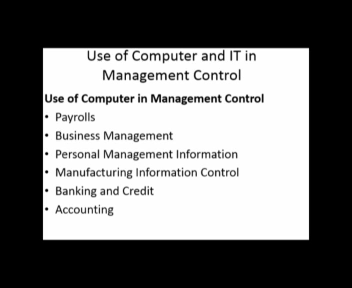 Use of Computer and IT in
Management Control
Use of Computer in Management Control
• Payrolls
• Business Management
• Personal Management Information
• Manufacturing Information Control
• Banking and Credit
• Accounting